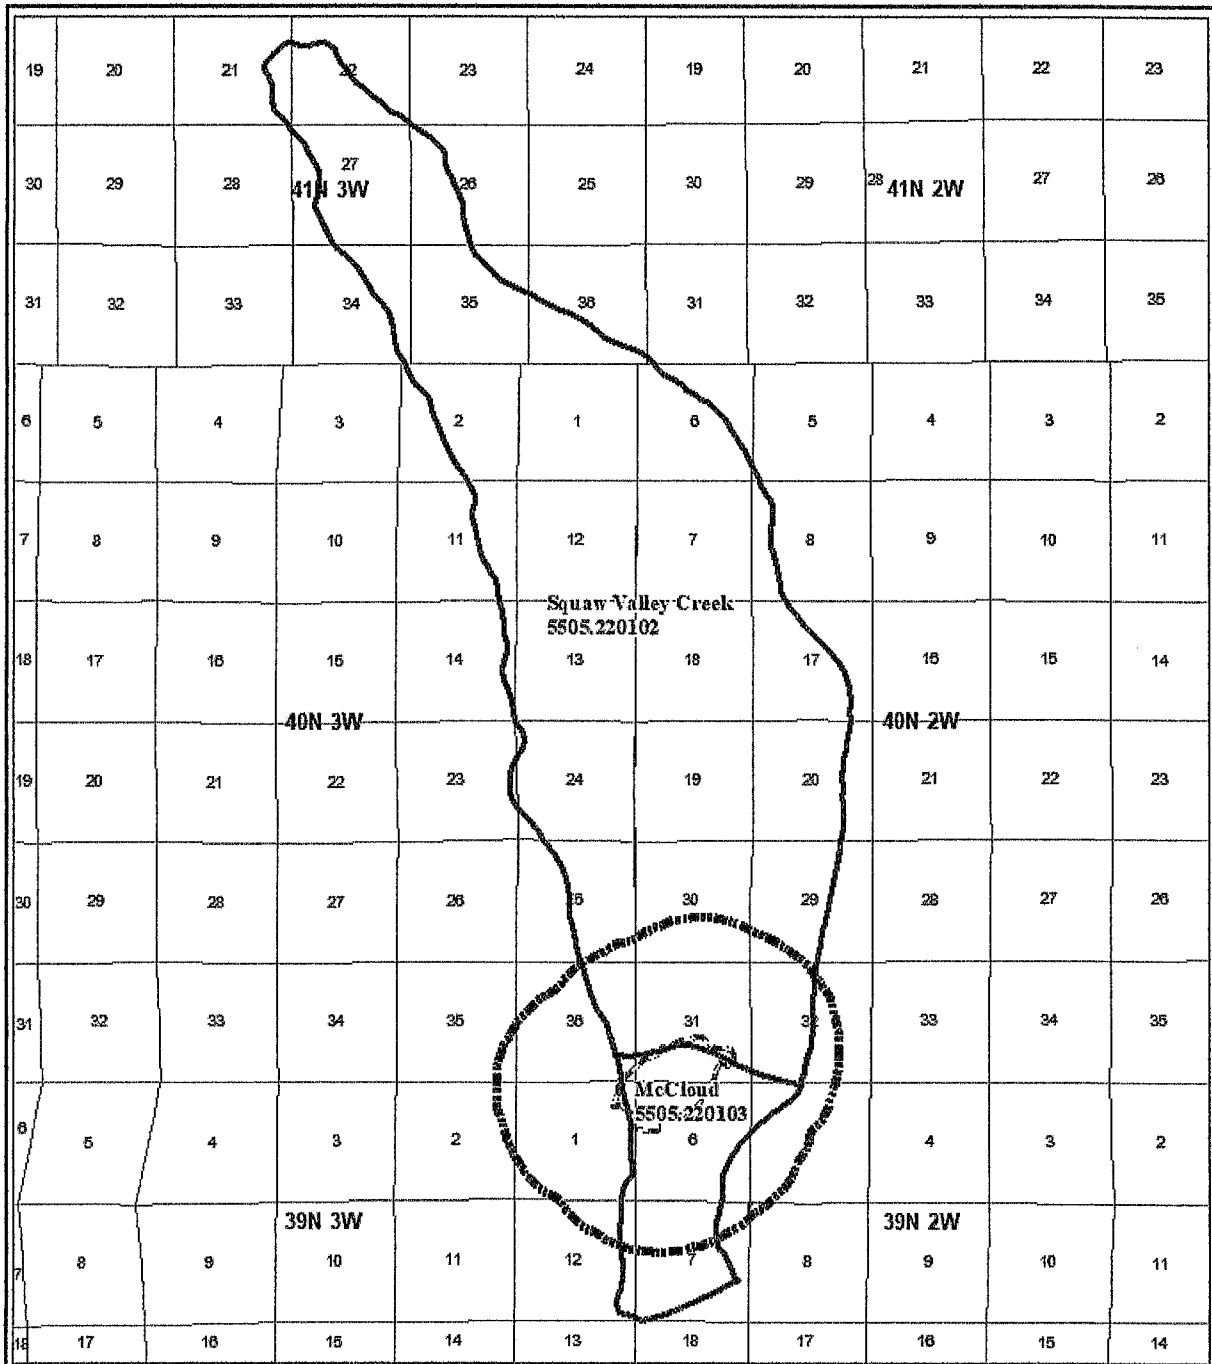 19 20 21 22 23 24 19 20 21 22 23
27
30 29 28 26 25 30 29 28 41N 2W 27 26
41N 3W
31 32 33 34 35 36 31 32 33 34 35
6 5 4 3 2 1 6 5 4 3 2
7 8 9 10 11 12 7 8 9 10 11
Squaw Valley Creek
5505.220102
18 17 16 15 14 13 18 17 16 15 14
40N 3W 40N 2W
19 20 21 22 23 24 19 20 21 22 23
30 29 28 27 26 25 30 29 28 27 26
31 32 33 34 35 36 31 32 33 34 35
McCloud
5505.220103
6 5 4 3 2 1 6 4 3 2
39N 3W 39N 2W
7 8 9 10 11 12 7 8 9 10 11
18 17 16 15 14 13 18 17 16 15 14